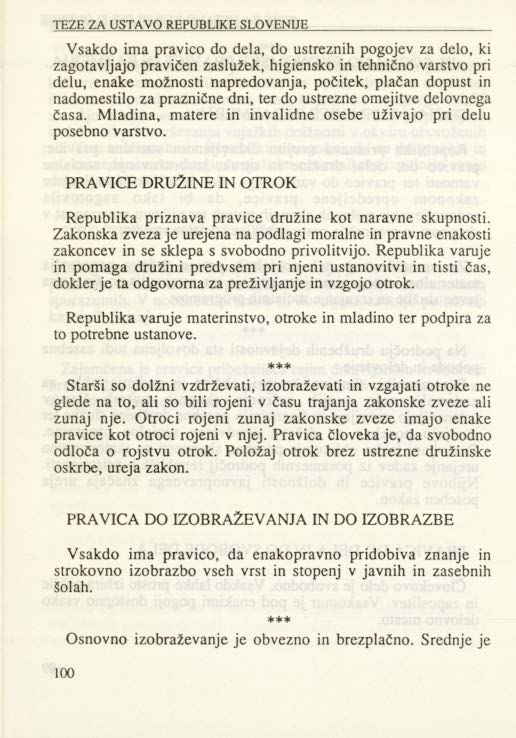 TEZE ZA USTAVO REPUBLIKE SLOVENIJE
Vsakdo ima pravico do dela, do ustreznih pogojev za delo, ki
zagotavljajo pravičen zaslužek, higiensko in tehnično varstvo pri
delu, enake možnosti napredovanja, počitek, plačan dopust in
nadomestilo za praznične dni, ter do ustrezne omejitve delovnega
časa. Mladina, matere in invalidne osebe uživajo pri delu
posebno varstvo.
PRAVICE DRUŽINE IN OTROK
Republika priznava pravice družine kot naravne skupnosti.
Zakonska zveza je urejena na podlagi moralne in pravne enakosti
zakoncev in se sklepa s svobodno privolitvijo. Republika varuje
in pomaga družini predvsem pri njeni ustanovitvi in tisti čas,
dokler je ta odgovorna za preživljanje in vzgojo otrok.
Republika varuje materinstvo, otroke in mladino ter podpira za
to potrebne ustanove.
***
Starši so dolžni vzdrževati, izobraževati in vzgajati otroke ne
glede na to, ali so bili rojeni v času trajanja zakonske zveze ali
zunaj nje. Otroci rojeni zunaj zakonske zveze imajo enake
pravice kot otroci rojeni v njej. Pravica človeka je, da svobodno
odloča o rojstvu otrok. Položaj otrok brez ustrezne družinske
oskrbe, ureja zakon.
PRAVICA DO IZOBRAŽEVANJA IN DO IZOBRAZBE
Vsakdo ima pravico, da enakopravno pridobiva znanje in
strokovno izobrazbo vseh vrst in stopenj v javnih in zasebnih
šolah.
***
Osnovno izobraževanje je obvezno in brezplačno. Srednje je
100